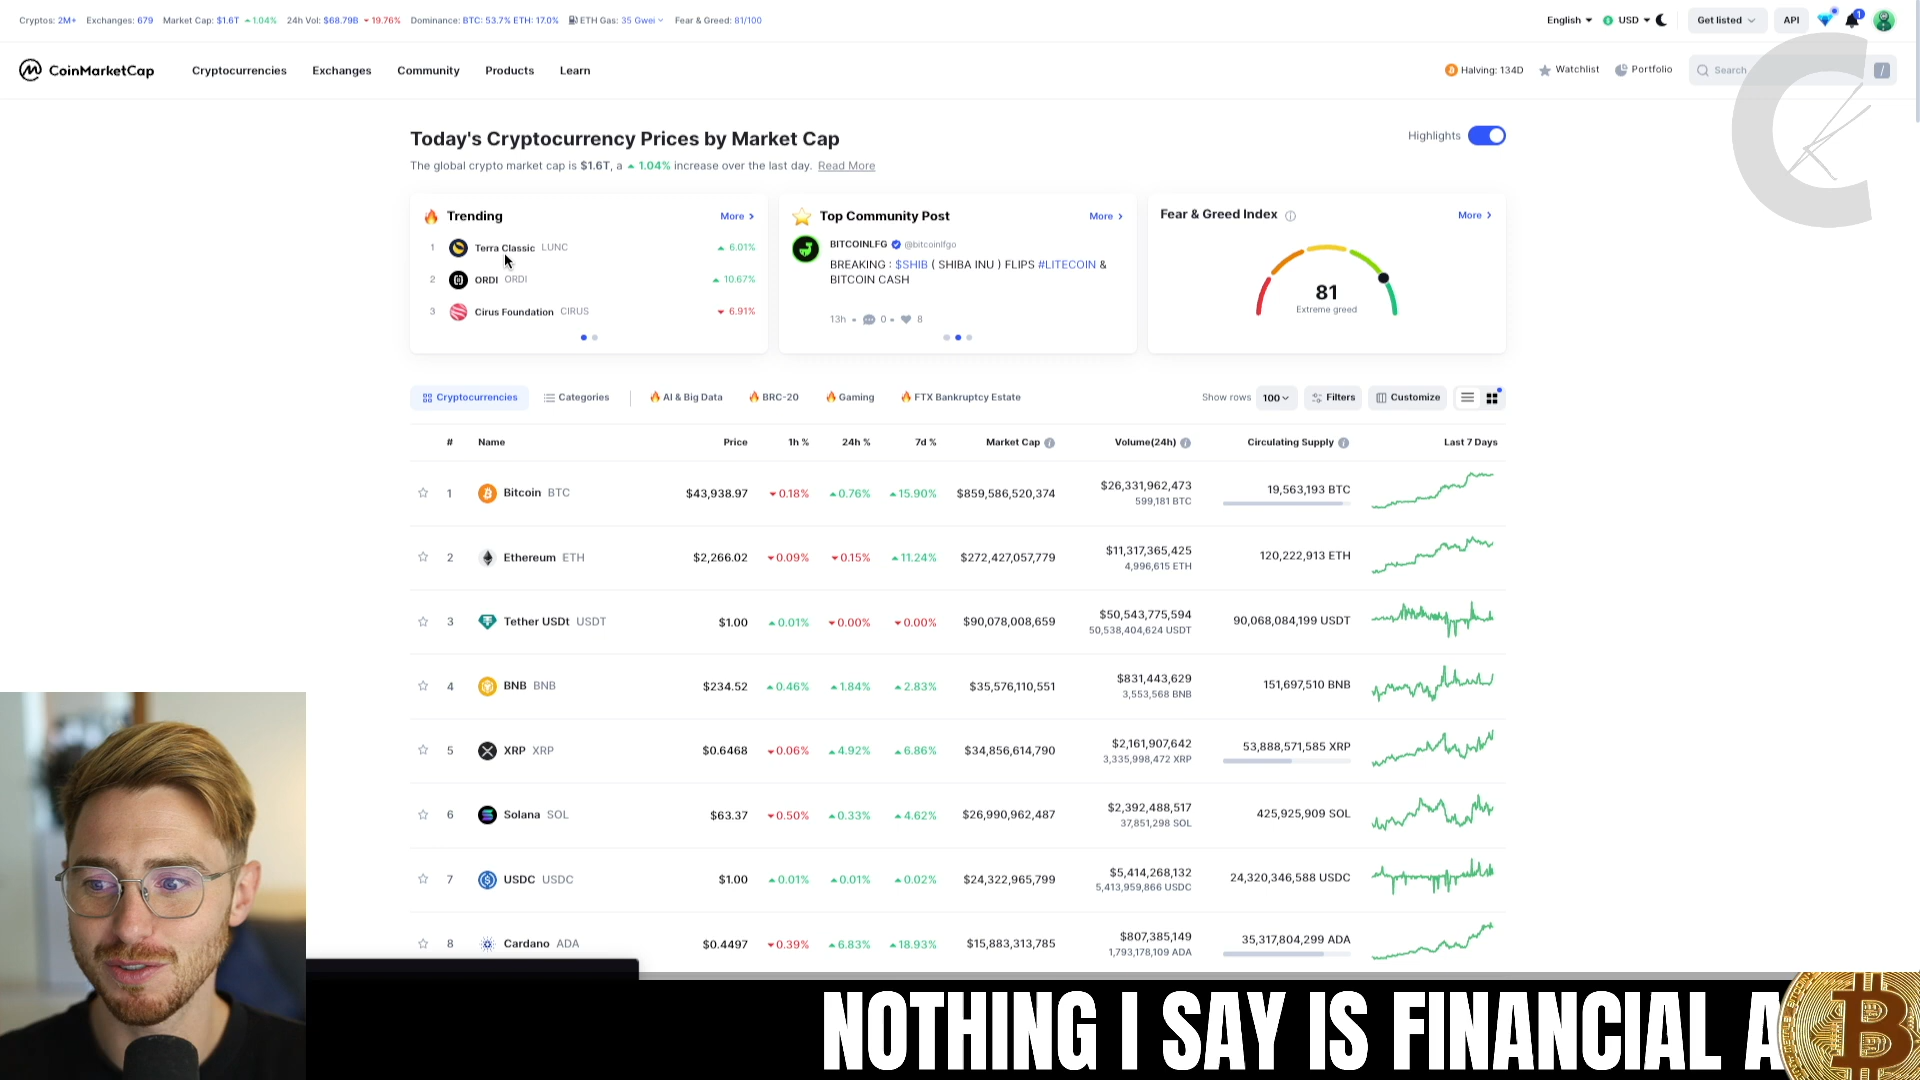 Cryptos: 2M+ Exchanges: 679 Market Cap: $1.6T 1.04% 24h Vol: $68.79B 19.76% Dominance: BTC: 53.7% ETH: 17.0% ETH Gas: 35 Gwei Fear & Greed: 81/100
English USD Get listed API 1
CoinMarketCap Cryptocurrencies Exchanges Community Products Learn
Halving: 134D Watchlist Portfolio Search /
Today's Cryptocurrency Prices by Market Cap
Highlights
The global crypto market cap is $1.6T, a 1.04% increase over the last day. Read More
Trending More
1 Terra Classic LUNC 6.01%
2 ORDI ORDI 10.67%
3 Cirus Foundation CIRUS 6.91%
Top Community Post More
BITCOINLFG @bitcoinlfgo
BREAKING : $SHIB ( SHIBA INU ) FLIPS #LITECOIN &
BITCOIN CASH
13h • 0 • 8
Fear & Greed Index More
81
Extreme greed
Cryptocurrencies Categories AI & Big Data BRC-20 Gaming FTX Bankruptcy Estate
Show rows 100 Filters Customize
# Name Price 1h % 24h % 7d % Market Cap Volume(24h) Circulating Supply Last 7 Days
1 Bitcoin BTC $43,938.97 0.18% 0.76% 15.90% $859,586,520,374 $26,331,962,473 19,563,193 BTC
599,181 BTC
2 Ethereum ETH $2,266.02 0.09% 0.15% 11.24% $272,427,057,779 $11,317,365,425 120,222,913 ETH
4,996,615 ETH
3 Tether USDt USDT $1.00 0.01% 0.00% 0.00% $90,078,008,659 $50,543,775,594 90,068,084,199 USDT
50,538,404,624 USDT
4 BNB BNB $234.52 0.46% 1.84% 2.83% $35,576,110,551 $831,443,629 151,697,510 BNB
3,553,568 BNB
5 XRP XRP $0.6468 0.06% 4.92% 6.86% $34,856,614,790 $2,161,907,642 53,888,571,585 XRP
3,335,998,472 XRP
6 Solana SOL $63.37 0.50% 0.33% 4.62% $26,990,962,487 $2,392,488,517 425,925,909 SOL
37,851,298 SOL
7 USDC USDC $1.00 0.01% 0.01% 0.02% $24,322,965,799 $5,414,268,132 24,320,346,588 USDC
5,413,959,866 USDC
8 Cardano ADA $0.4497 0.39% 6.83% 18.93% $15,883,313,785 $807,385,149 35,317,804,299 ADA
1,793,178,109 ADA
NOTHING I SAY IS FINANCIAL A